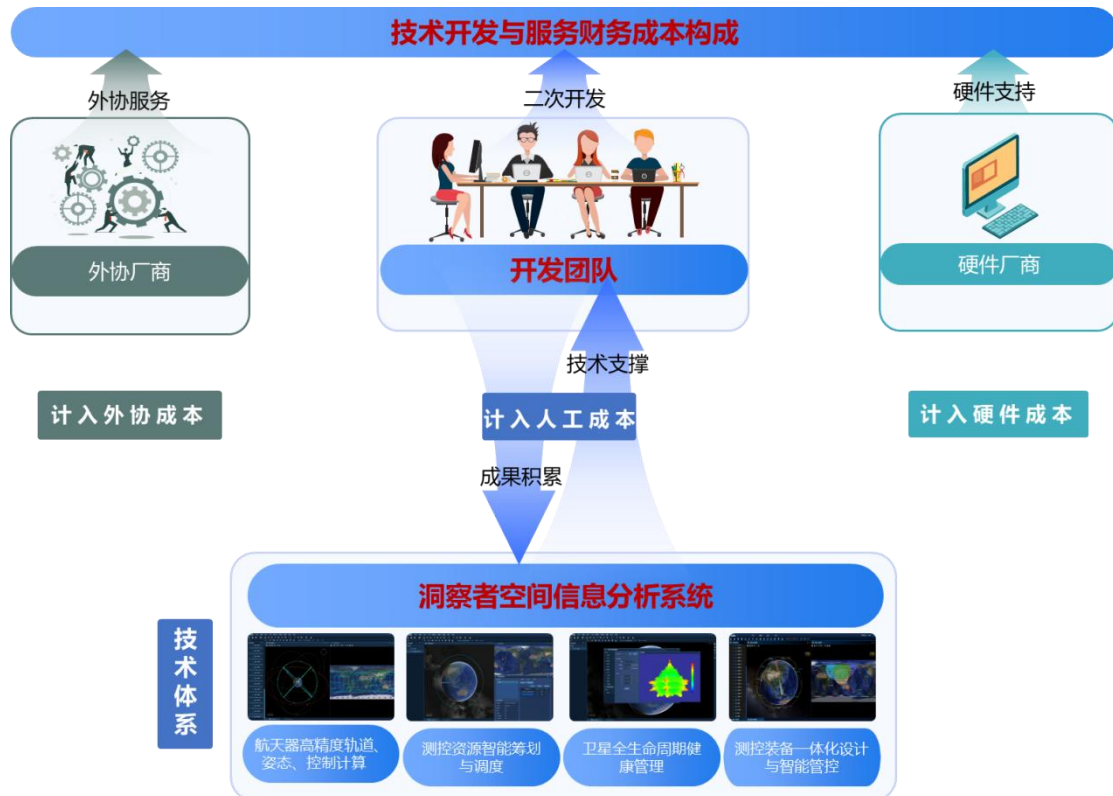 技术开发与服务财务成本构成
外协服务
二次开发
硬件支持
外协厂商
开发团队
硬件厂商
技术支撑
计入外协成本
计入人工成本
计入硬件成本
成果积累
洞察者空间信息分析系统
技术体系
航天器高精度轨道、
姿态、控制计算
测控资源智能筹划
与调度
卫星全生命周期健
康管理
测控装备一体化设计
与智能管控